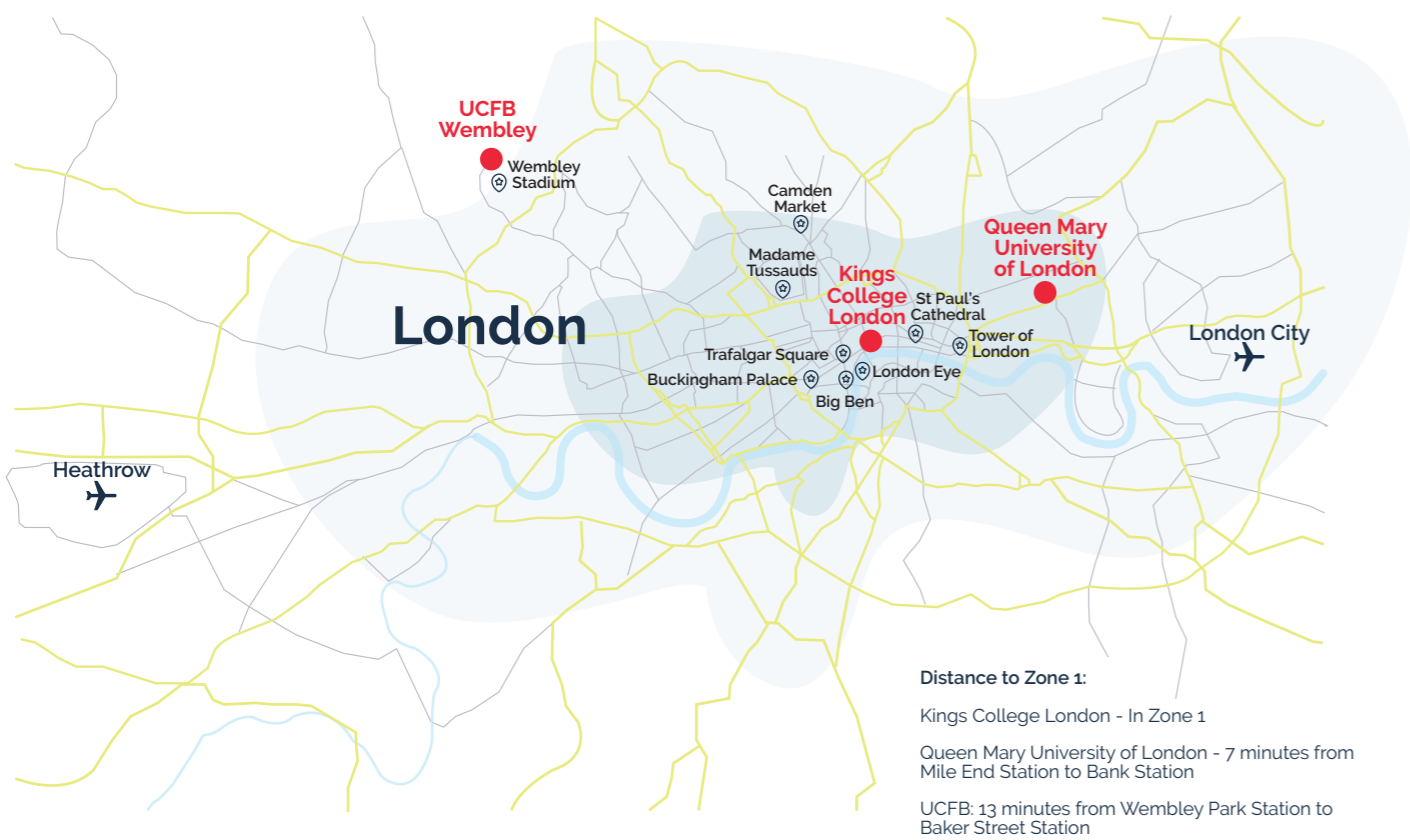 UCFB
Wembley
Wembley
Stadium
Camden
Market
Queen Mary
University
of London
Madame
Tussauds
Kings
College
London
St Paul's
Cathedral
London
Trafalgar Square
Tower of
London
London City
Buckingham Palace
London Eye
Big Ben
Heathrow
Distance to Zone 1:
Kings College London - In Zone 1
Queen Mary University of London - 7 minutes from
Mile End Station to Bank Station
UCFB: 13 minutes from Wembley Park Station to
Baker Street Station